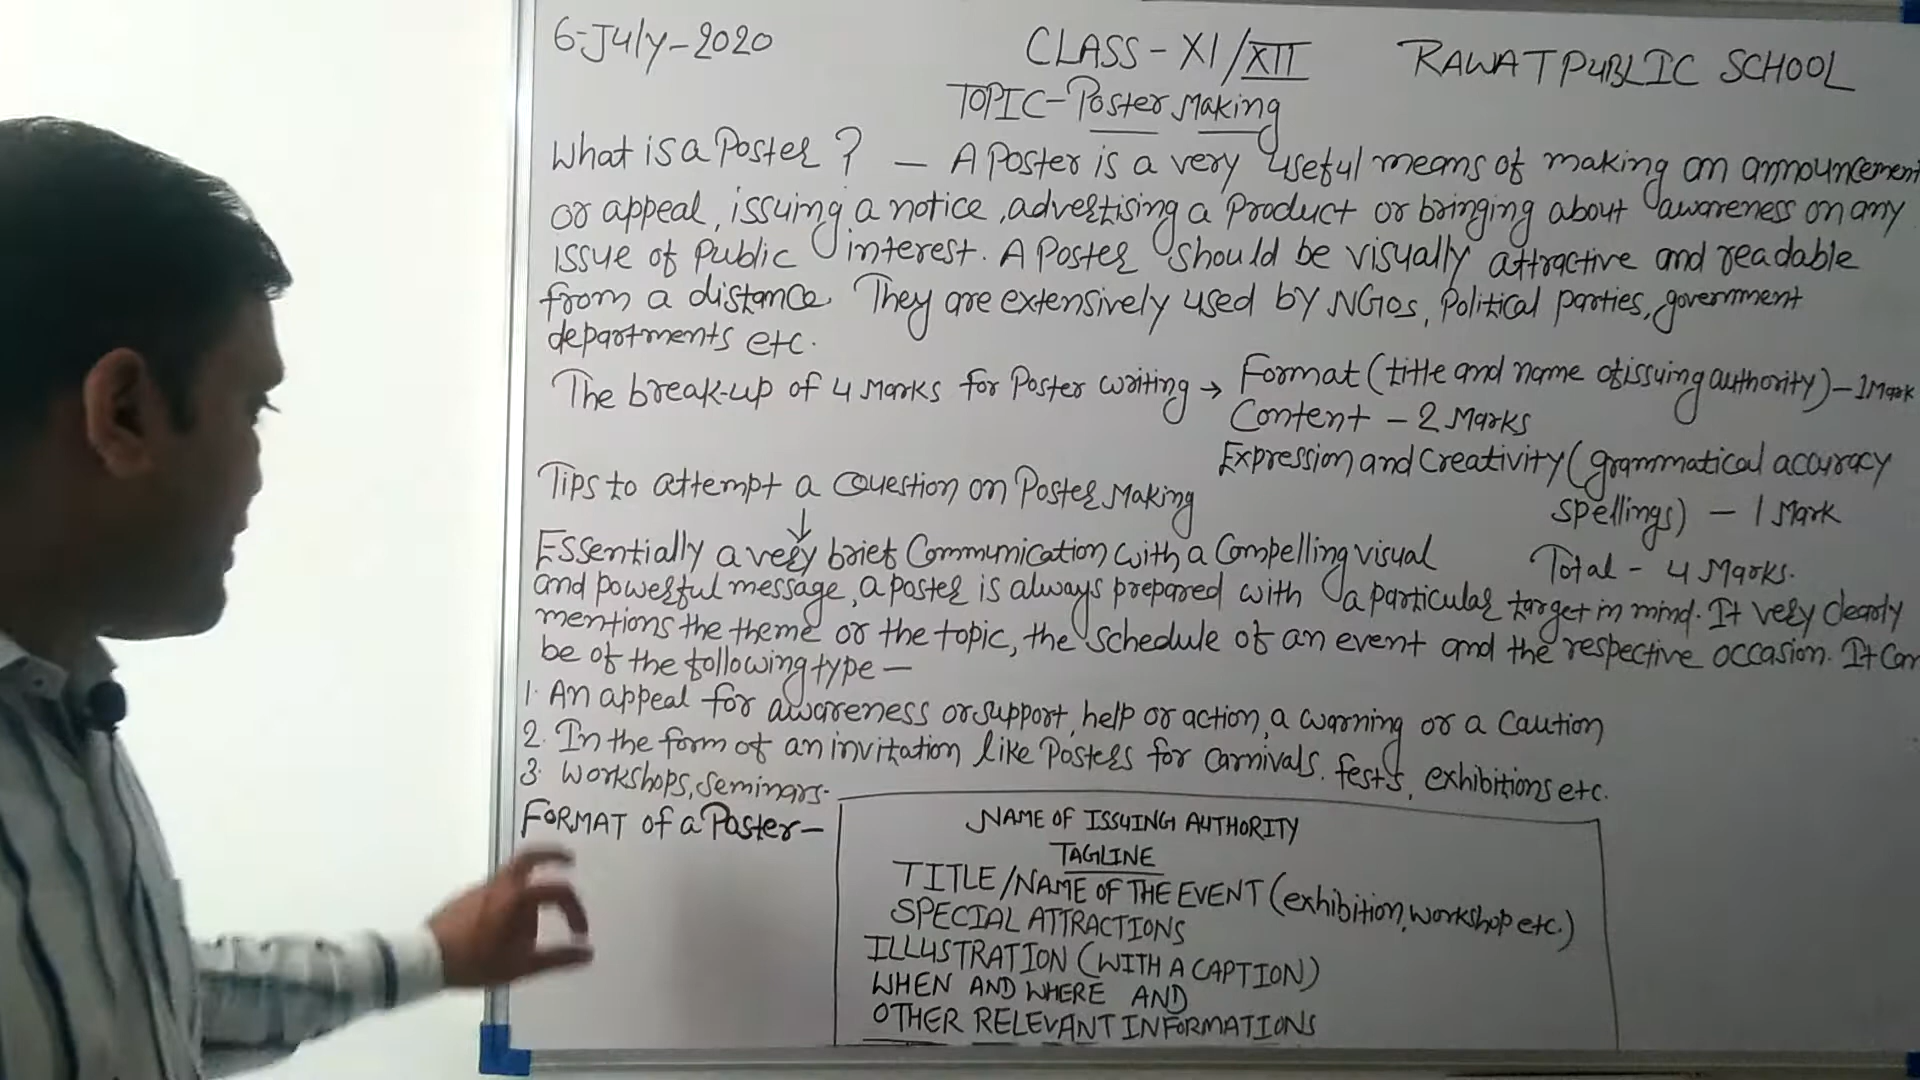 6-July-2020 CLASS-XI/XII RAWAT PUBLIC SCHOOL
TOPIC-Poster Making
What is a Poster? - A Poster is a very useful means of making an announcement
or appeal, issuing a notice, advertising a Product or bringing about awareness on any
issue of Public interest. A Poster should be visually attractive and readable
from a distance. They are extensively used by NGOs, Political parties, government
departments etc.
The break-up of 4 Marks for Poster writing → Format (title and name of issuing authority) - 1 Mark
Content - 2 Marks
Expression and Creativity (grammatical accuracy
spellings) - 1 Mark
Total - 4 Marks.
Tips to attempt a Question on Poster Making
↓
Essentially a very brief Communication with a Compelling visual
and powerful message, a poster is always prepared with a particular target in mind. It very clearly
mentions the theme or the topic, the schedule of an event and the respective occasion. It can
be of the following type -
1. An appeal for awareness or support, help or action, a warning or a Caution
2. In the form of an invitation like Posters for Carnivals, fests, exhibitions etc.
3. Workshops, Seminars.
FORMAT of a Poster-
NAME OF ISSUING AUTHORITY
TAGLINE
TITLE/NAME OF THE EVENT (exhibition, workshop etc.)
SPECIAL ATTRACTIONS
ILLUSTRATION (WITH A CAPTION)
WHEN AND WHERE AND
OTHER RELEVANT INFORMATIONS